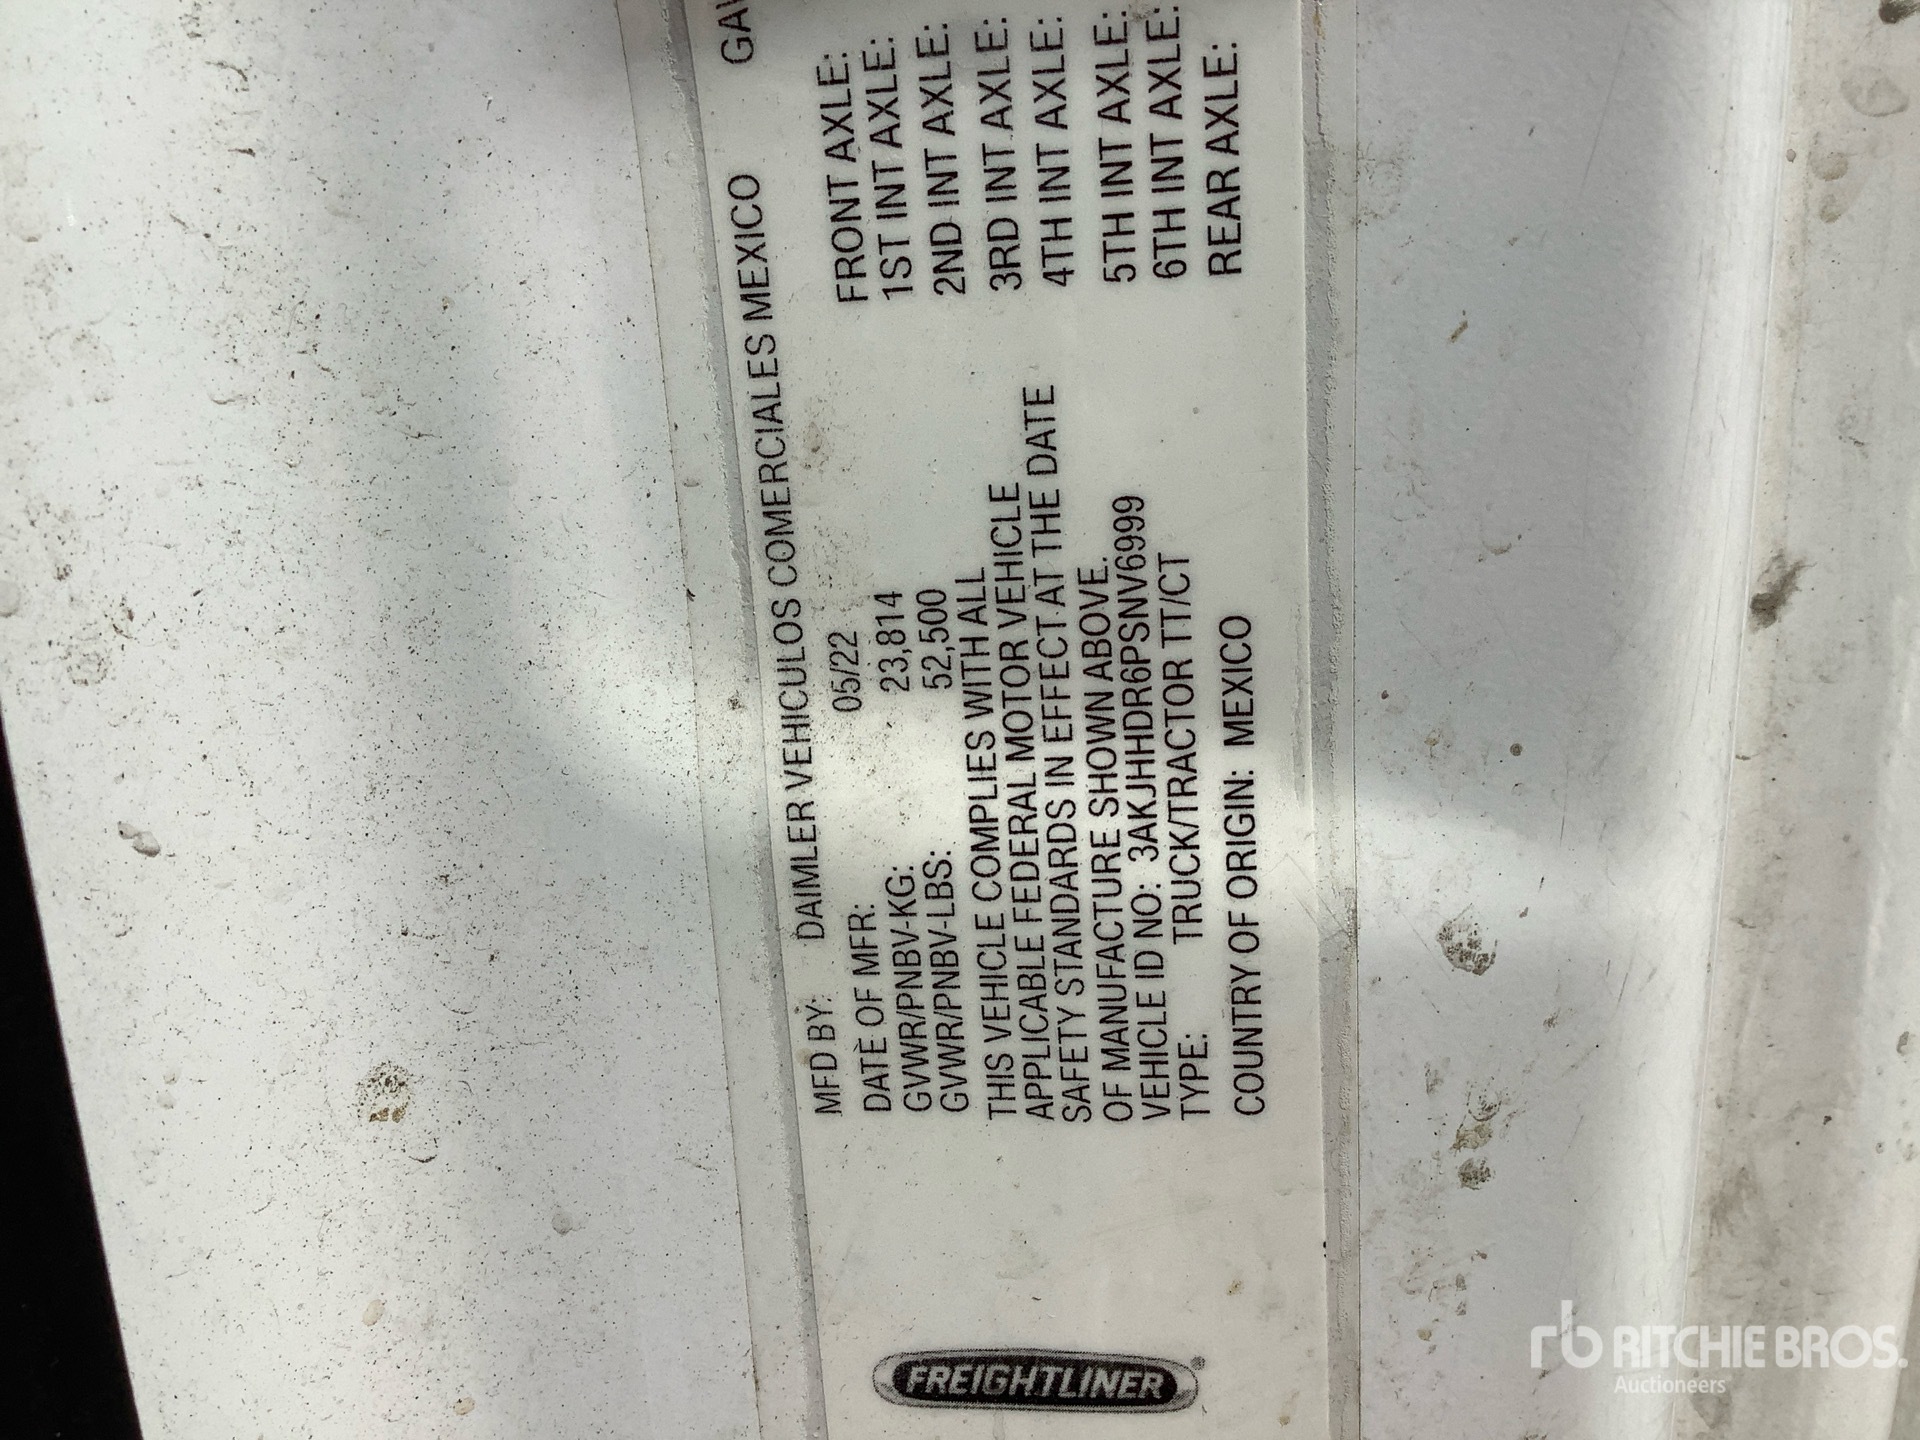 FREIGHTLINER
MFD BY: DAIMLER VEHICULOS COMERCIALES MEXICO
DATE OF MFR: 05/22
GVWR/PNBV-KG: 23,814
GVWR/PNBV-LBS: 52,500
THIS VEHICLE COMPLIES WITH ALL
APPLICABLE FEDERAL MOTOR VEHICLE
SAFETY STANDARDS IN EFFECT AT THE DATE
OF MANUFACTURE SHOWN ABOVE.
VEHICLE ID NO: 3AKJHHDR6PSNV6999
TYPE: TRUCK/TRACTOR TT/CT
COUNTRY OF ORIGIN: MEXICO
FRONT AXLE:
1ST INT AXLE:
2ND INT AXLE:
3RD INT AXLE:
4TH INT AXLE:
5TH INT AXLE:
6TH INT AXLE:
REAR AXLE:
rb RITCHIE BROS.
Auctioneers